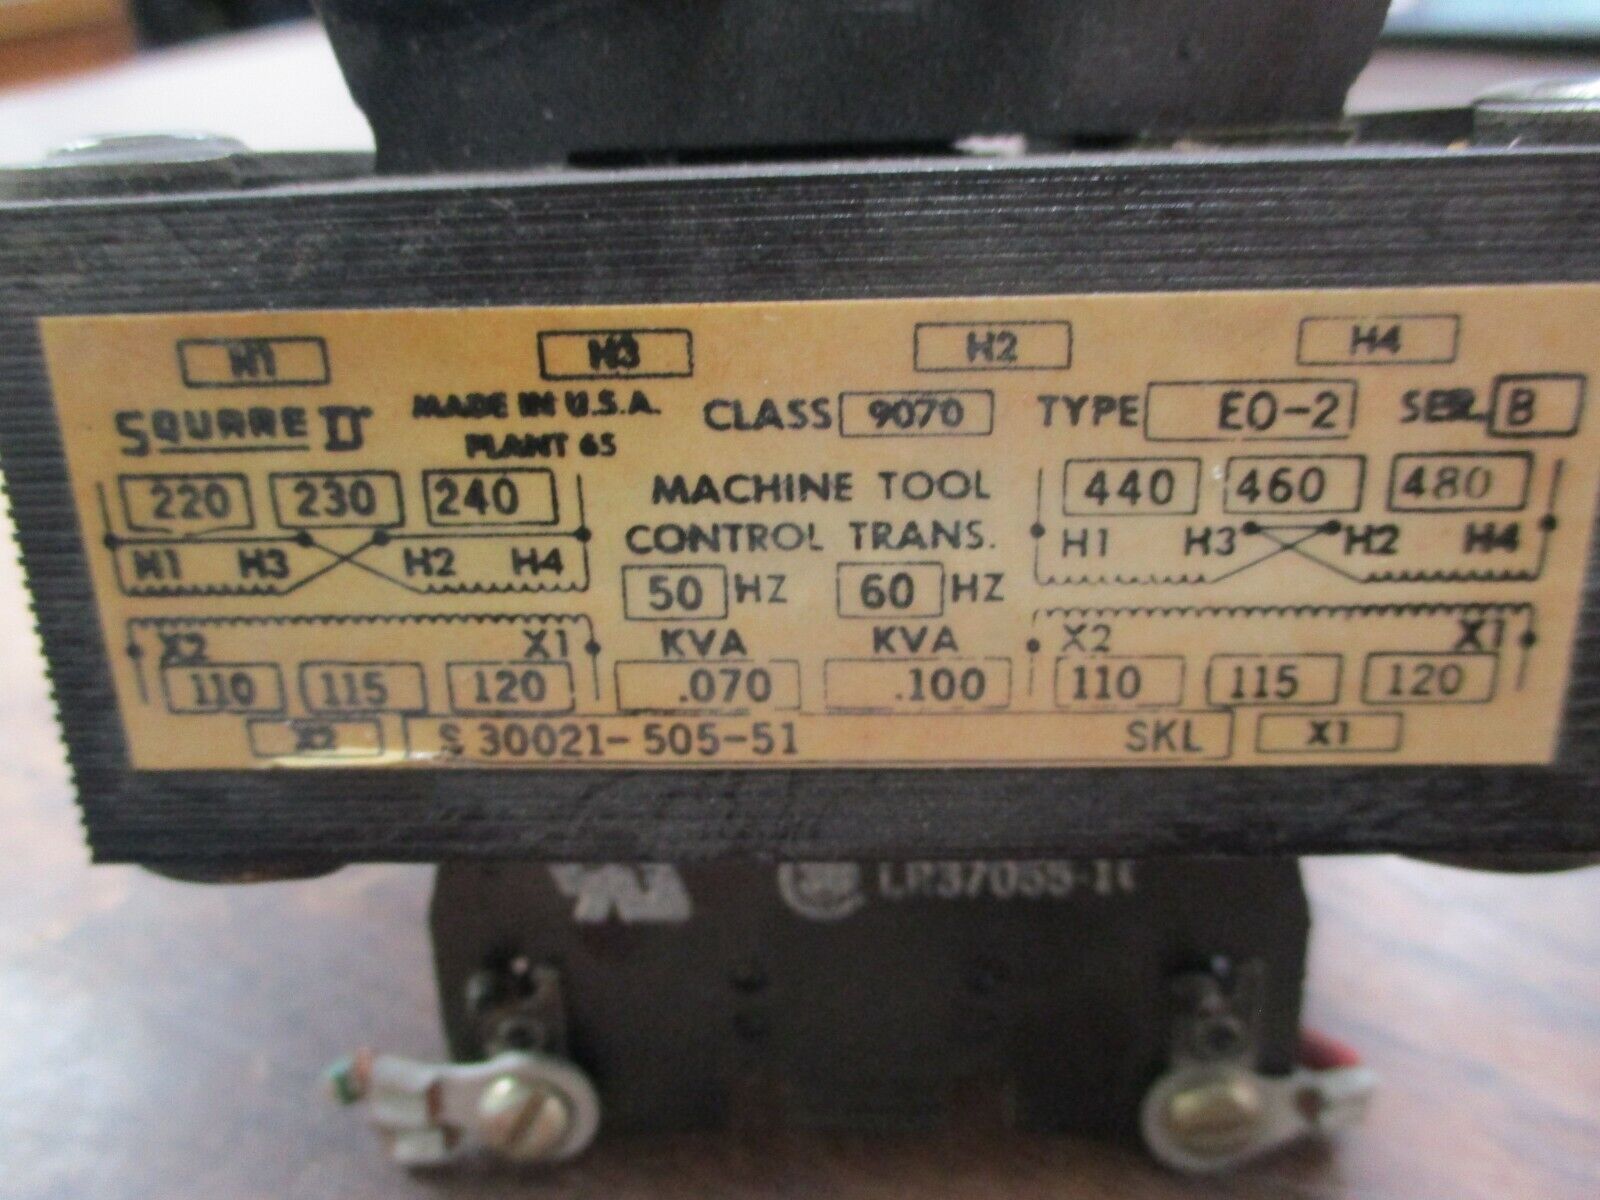 H1 H3 H2 H4
SQUARE D MADE IN U.S.A. CLASS 9070 TYPE EO-2 SER. B
PLANT 65
220 230 240 MACHINE TOOL 440 460 480
H1 H3 H2 H4 CONTROL TRANS. H1 H3 H2 H4
50 HZ 60 HZ
X2 X1 KVA KVA X2 X1
110 115 120 .070 .100 110 115 120
X2 S 30021-505-51 SKL X1
LR37055-10